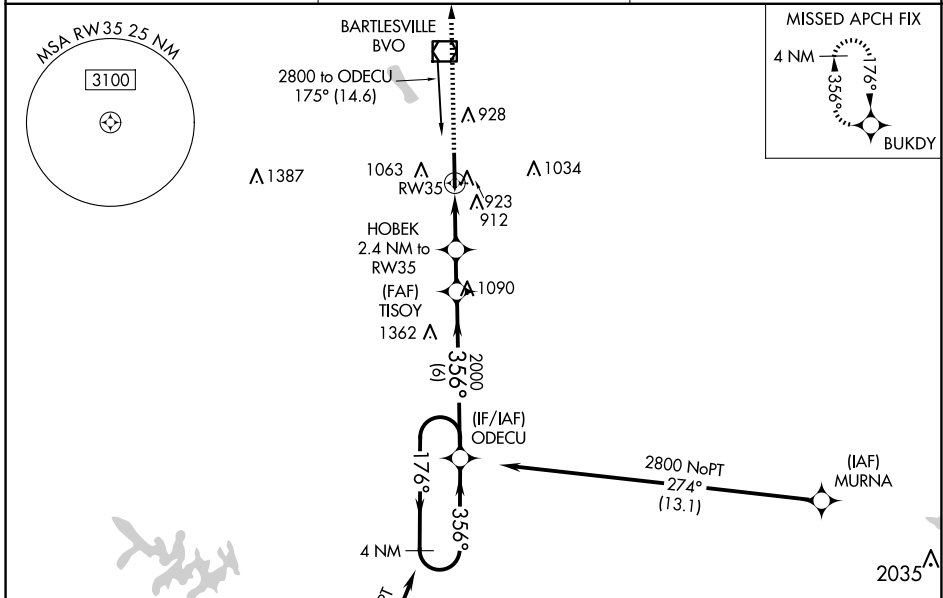 MSA RW35 25 NM
3100
BARTLESVILLE
BVO
2800 to ODECU
175° (14.6)
MISSED APCH FIX
4 NM
356°
176°
BUKDY
928
1387
1063
RW35
1034
923
912
HOBEK
2.4 NM to
RW35
(FAF)
TISOY
1090
1362
2000
356°
(6)
(IF/IAF)
ODECU
176°
356°
4 NM
2800 NoPT
274°
(13.1)
(IAF)
MURNA
2035